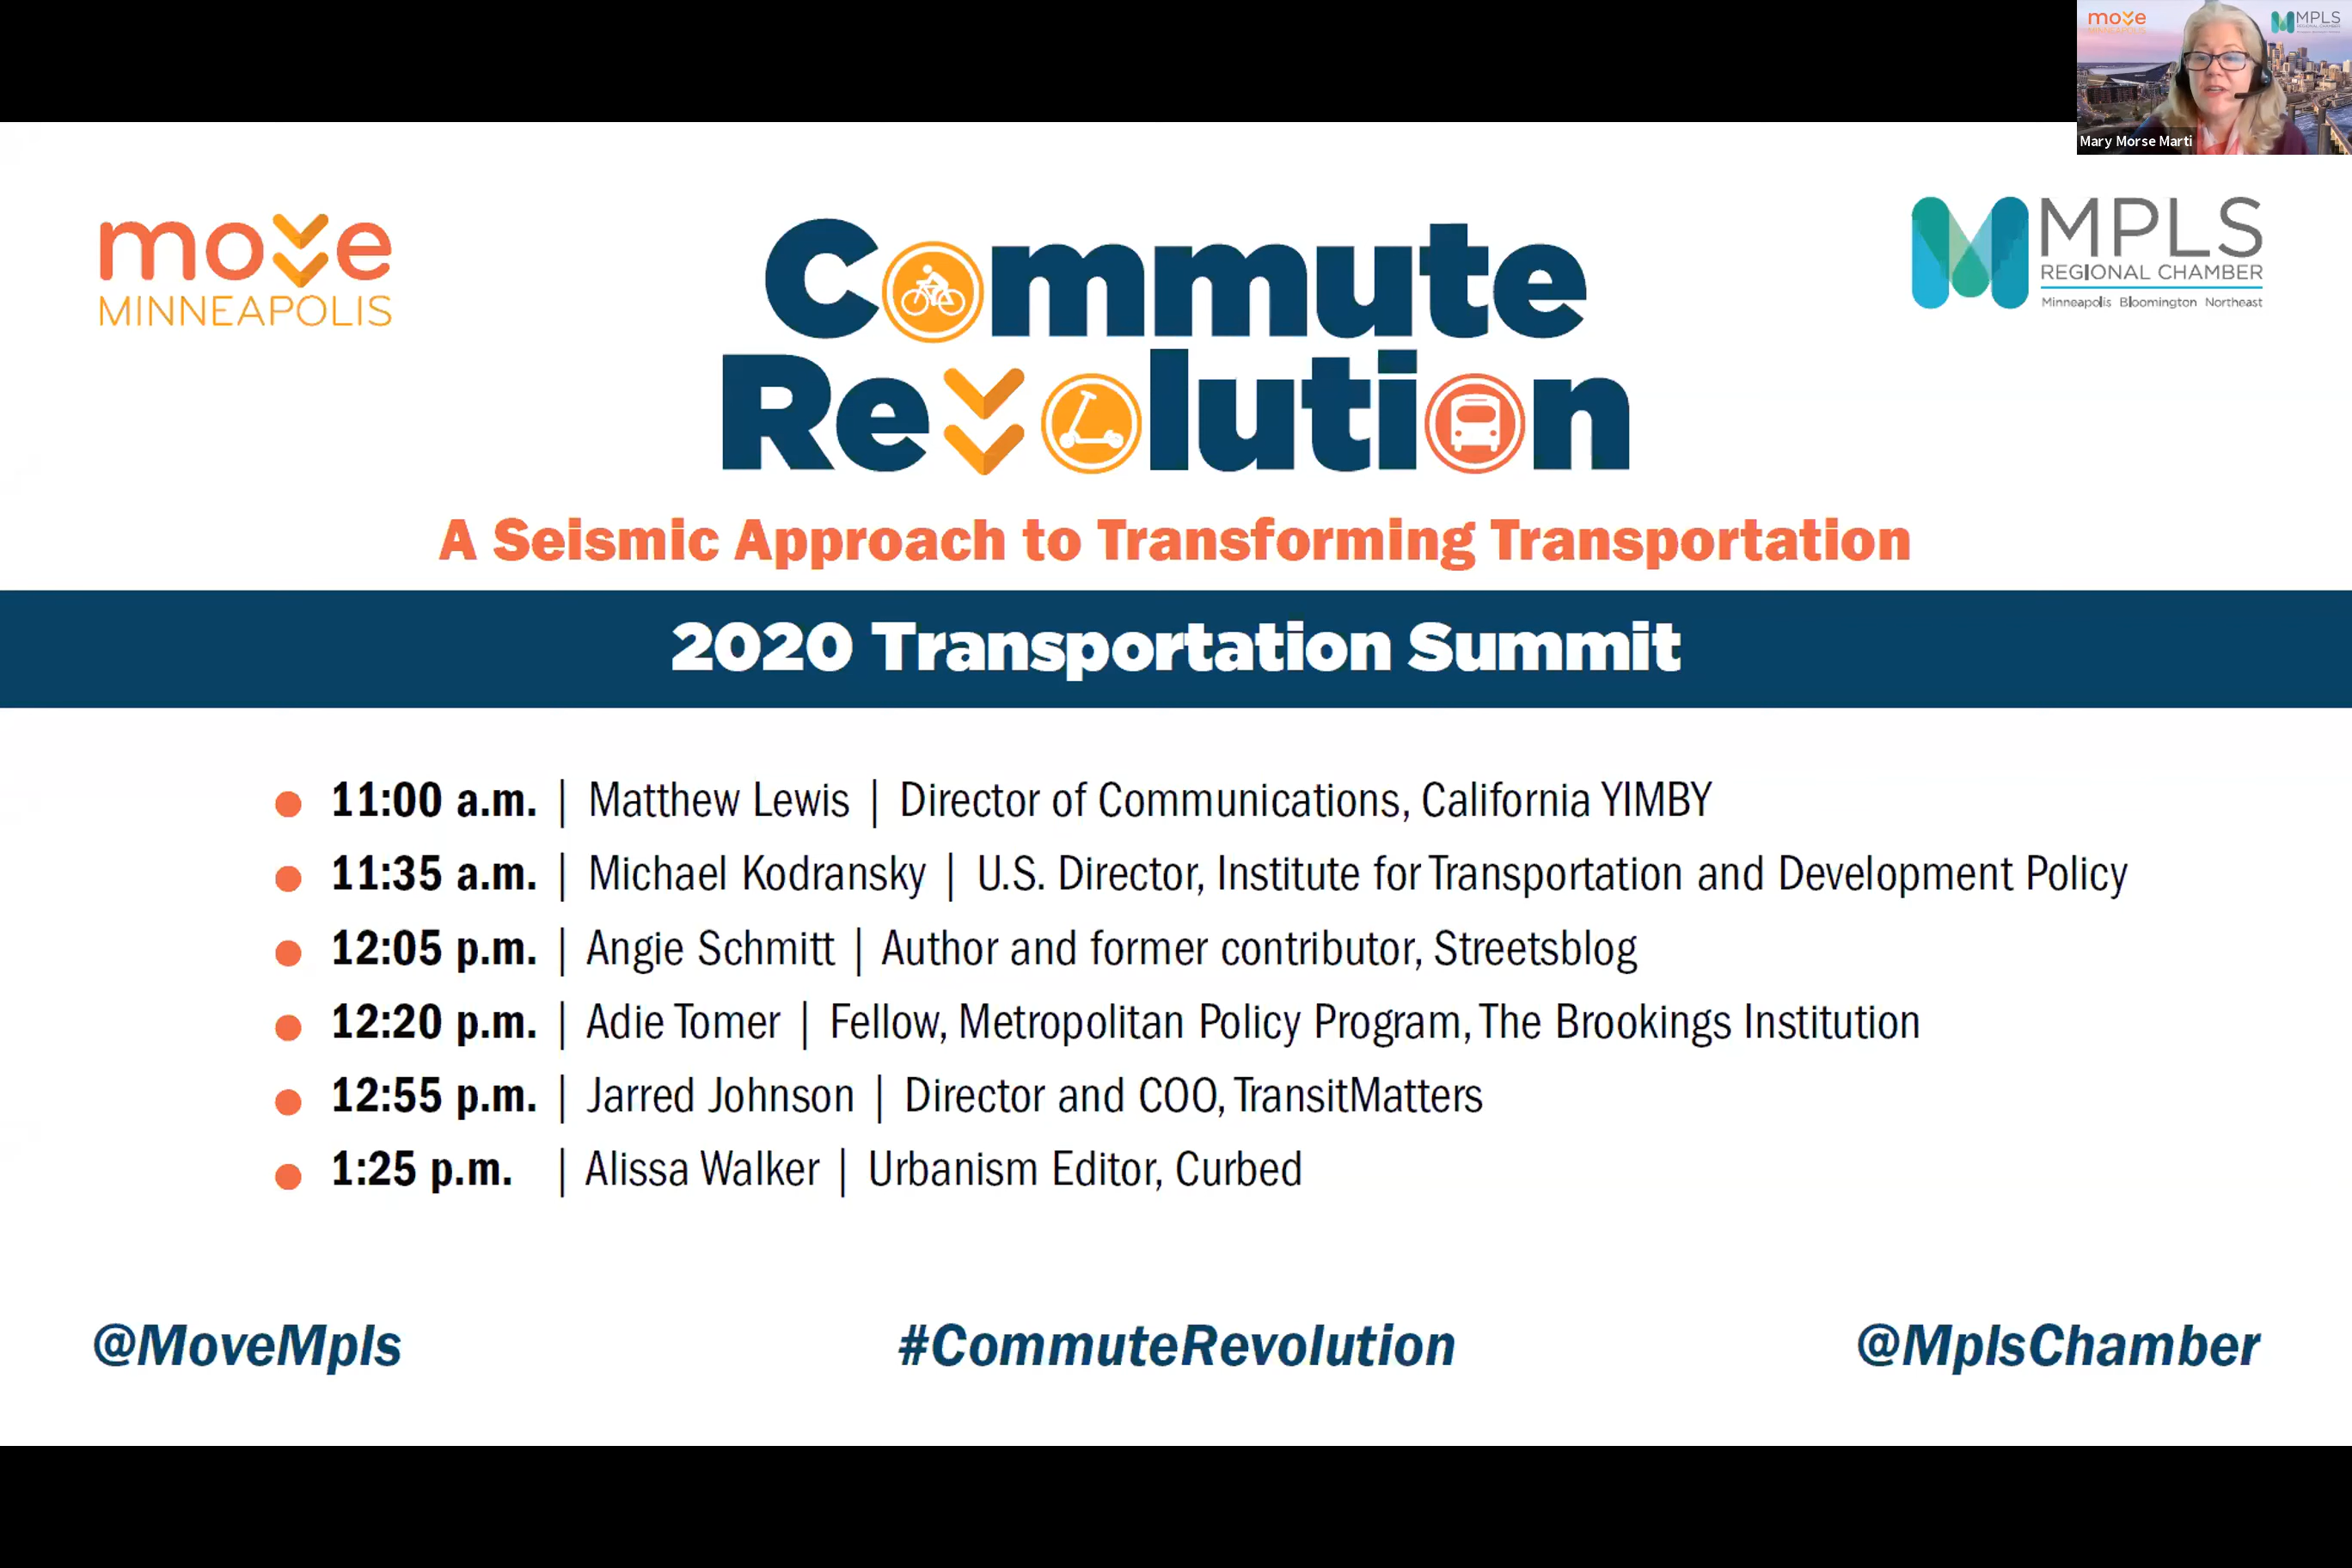 move
MPLS
Mary Morse Marti
move
MINNEAPOLIS
Commute
Revolution
MPLS
REGIONAL CHAMBER
Minneapolis Bloomington Northeast
A Seismic Approach to Transforming Transportation
2020 Transportation Summit
11:00 a.m. | Matthew Lewis | Director of Communications, California YIMBY
11:35 a.m. | Michael Kodransky | U.S. Director, Institute for Transportation and Development Policy
12:05 p.m. | Angie Schmitt | Author and former contributor, Streetsblog
12:20 p.m. | Adie Tomer | Fellow, Metropolitan Policy Program, The Brookings Institution
12:55 p.m. | Jarred Johnson | Director and COO, TransitMatters
1:25 p.m. | Alissa Walker | Urbanism Editor, Curbed
@MoveMpls
#CommuteRevolution
@MplsChamber